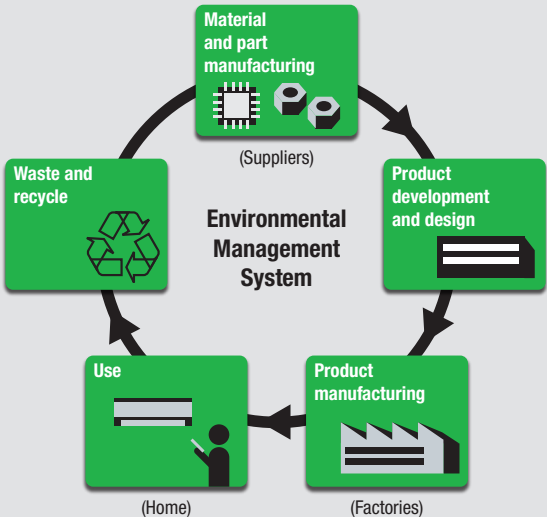 Material
and part
manufacturing
(Suppliers)
Product
development
and design
Product
manufacturing
(Factories)
Use
(Home)
Waste and
recycle
Environmental
Management
System